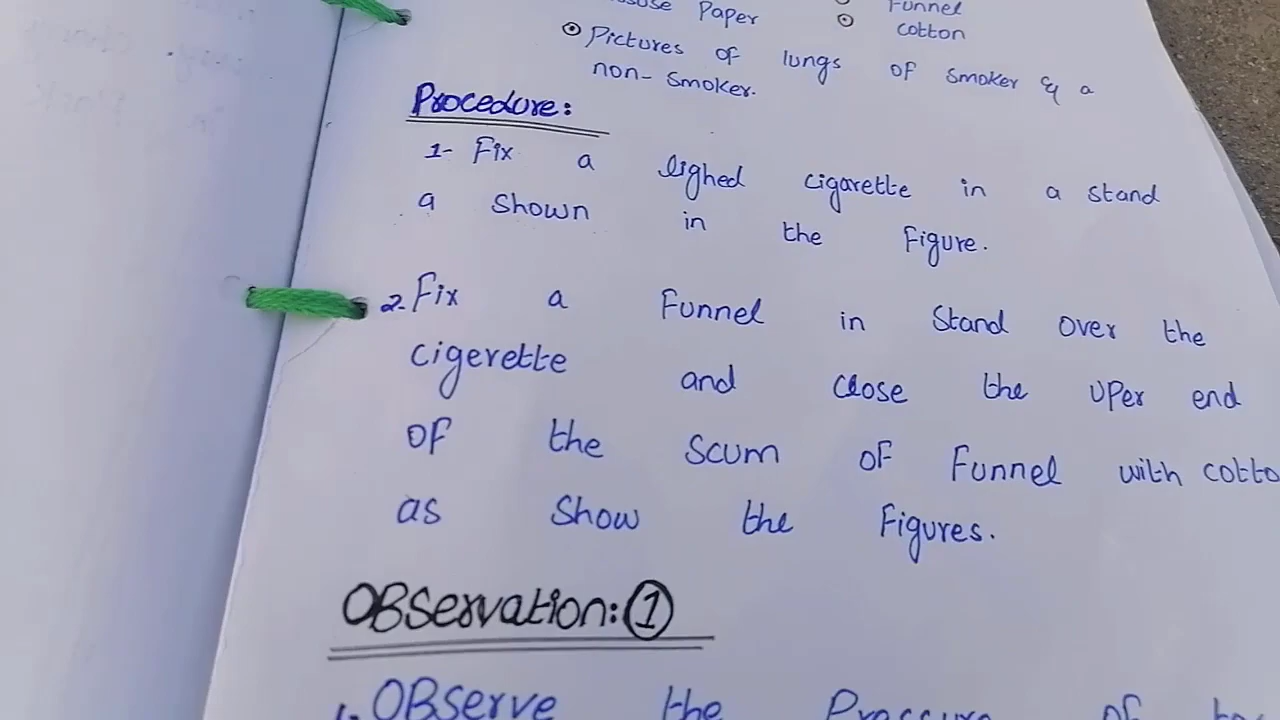 Paper
Funnel
cotton
Pictures of lungs of smoker & a
non-smoker.
Procedure:
1- Fix a lighed cigarette in a stand
a shown in the Figure.
2. Fix a Funnel in Stand over the
cigerette and close the uper end
of the Scum of Funnel with cotto
as Show the Figures.
Observation: 1
1. OBserve the of